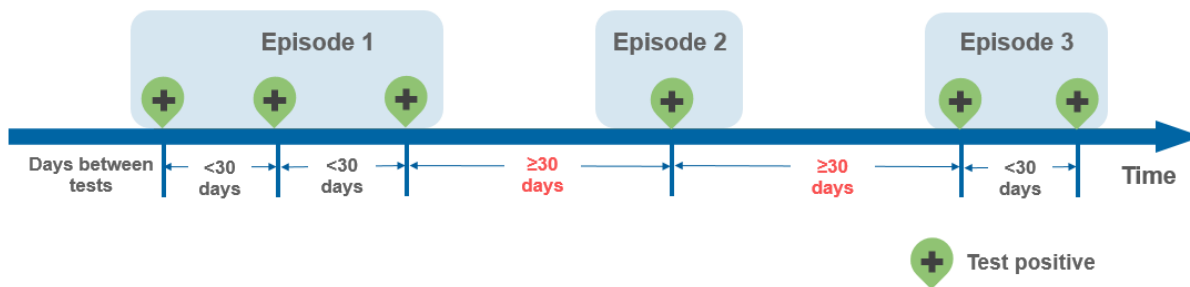 Episode 1
Episode 2
Episode 3
Days between
tests
<30
days
<30
days
≥30
days
≥30
days
<30
days
Time
Test positive